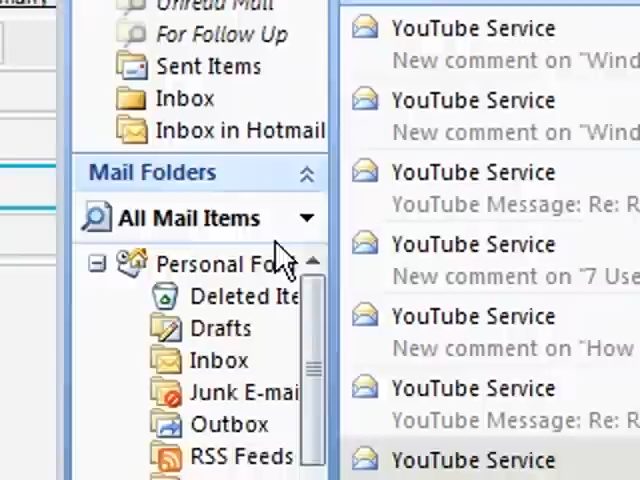 Unread Mail
For Follow Up
Sent Items
Inbox
Inbox in Hotmail
Mail Folders
All Mail Items
Personal Fo
Deleted Ite
Drafts
Inbox
Junk E-mai
Outbox
RSS Feeds
YouTube Service
New comment on "Wind
YouTube Service
New comment on "Wind
YouTube Service
YouTube Message: Re: R
YouTube Service
New comment on "7 Use
YouTube Service
New comment on "How
YouTube Service
YouTube Message: Re: R
YouTube Service